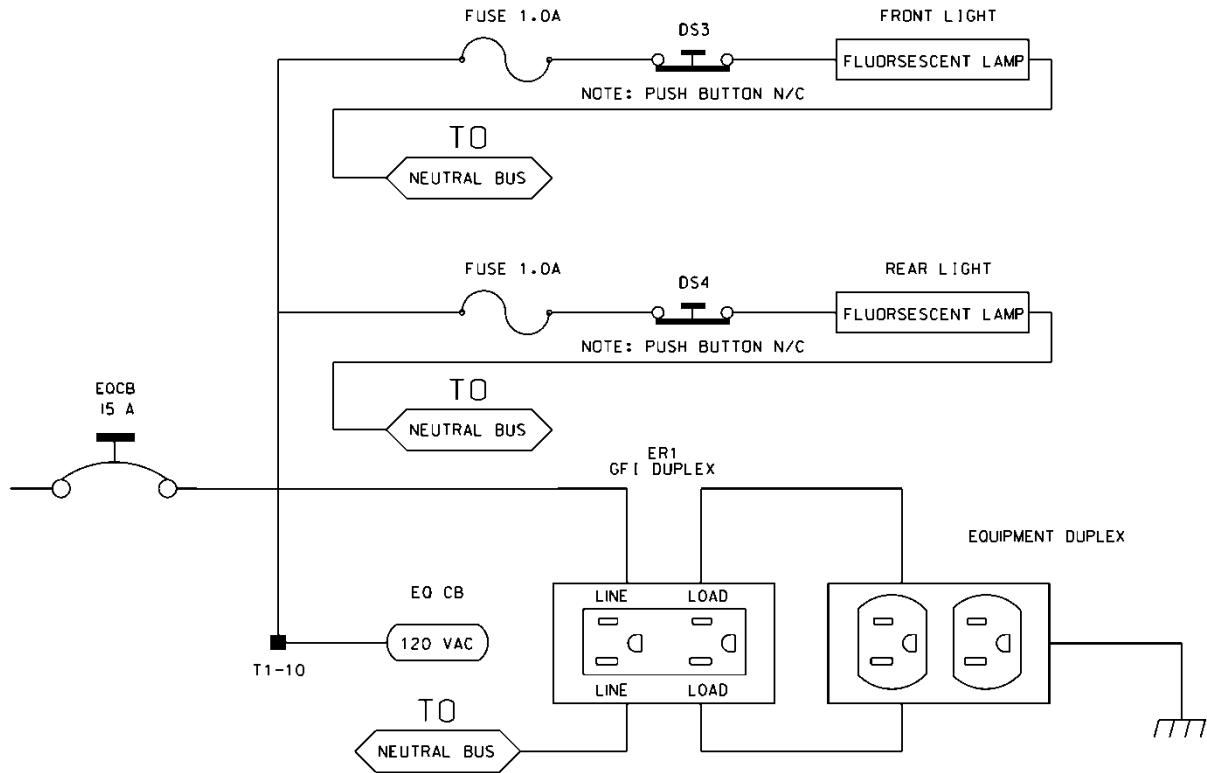 FUSE 1.0A
DS3
FRONT LIGHT
FLUORSESCENT LAMP
NOTE: PUSH BUTTON N/C
TO
NEUTRAL BUS
FUSE 1.0A
DS4
REAR LIGHT
FLUORSESCENT LAMP
NOTE: PUSH BUTTON N/C
TO
NEUTRAL BUS
EQCB
15 A
ER1
GFI DUPLEX
EQUIPMENT DUPLEX
EQ CB
120 VAC
T1-10
LINE LOAD
LINE LOAD
TO
NEUTRAL BUS